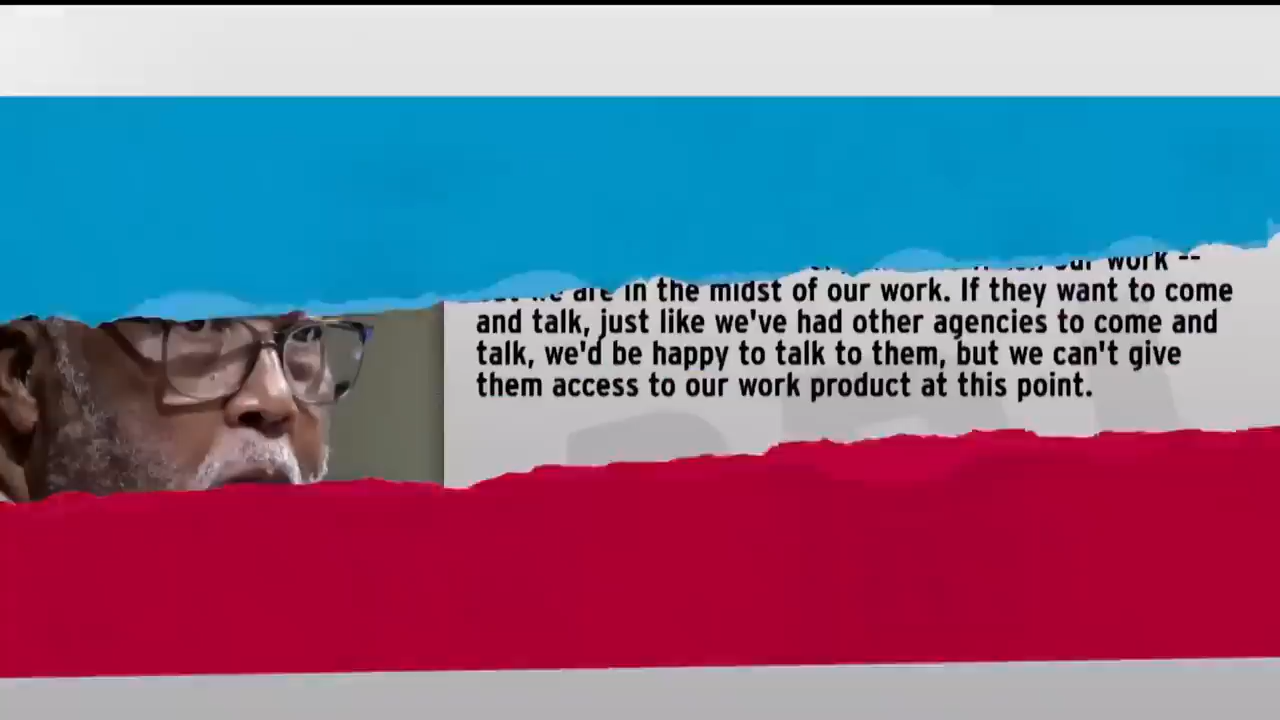 our work --
are in the midst of our work. If they want to come
and talk, just like we've had other agencies to come and
talk, we'd be happy to talk to them, but we can't give
them access to our work product at this point.